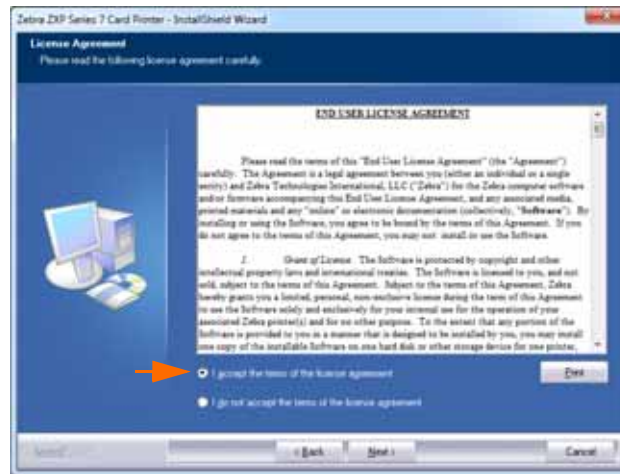 Zebra ZXP Series 7 Card Printer - InstallShield Wizard
License Agreement
Please read the following license agreement carefully.
END USER LICENSE AGREEMENT
Please read the terms of this "End User License Agreement" (the "Agreement")
carefully. The Agreement is a legal agreement between you (either an individual or a single
entity) and Zebra Technologies International, LLC ("Zebra") for the Zebra computer software
and/or firmware accompanying this End User License Agreement, and any associated media,
printed materials and any "online" or electronic documentation (collectively, "Software"). By
installing or using the Software, you agree to be bound by the terms of this Agreement. If you
do not agree to the terms of this Agreement, you may not install or use the Software.
1. Grant of License The Software is protected by copyright and other
intellectual property laws and international treaties. The Software is licensed to you, and not
sold, subject to the terms of this Agreement. Subject to the terms of this Agreement, Zebra
hereby grants you a limited, personal, non-exclusive license during the term of this Agreement
to use the Software solely and exclusively for your internal use for the operation of your
associated Zebra printer(s) and for no other purpose. To the extent that any portion of the
Software is provided to you in a manner that is designed to be installed by you, you may install
one copy of the installable Software on one hard disk or other storage device for one printer,
I accept the terms of the license agreement
Print
I do not accept the terms of the license agreement
< Back
Next >
Cancel